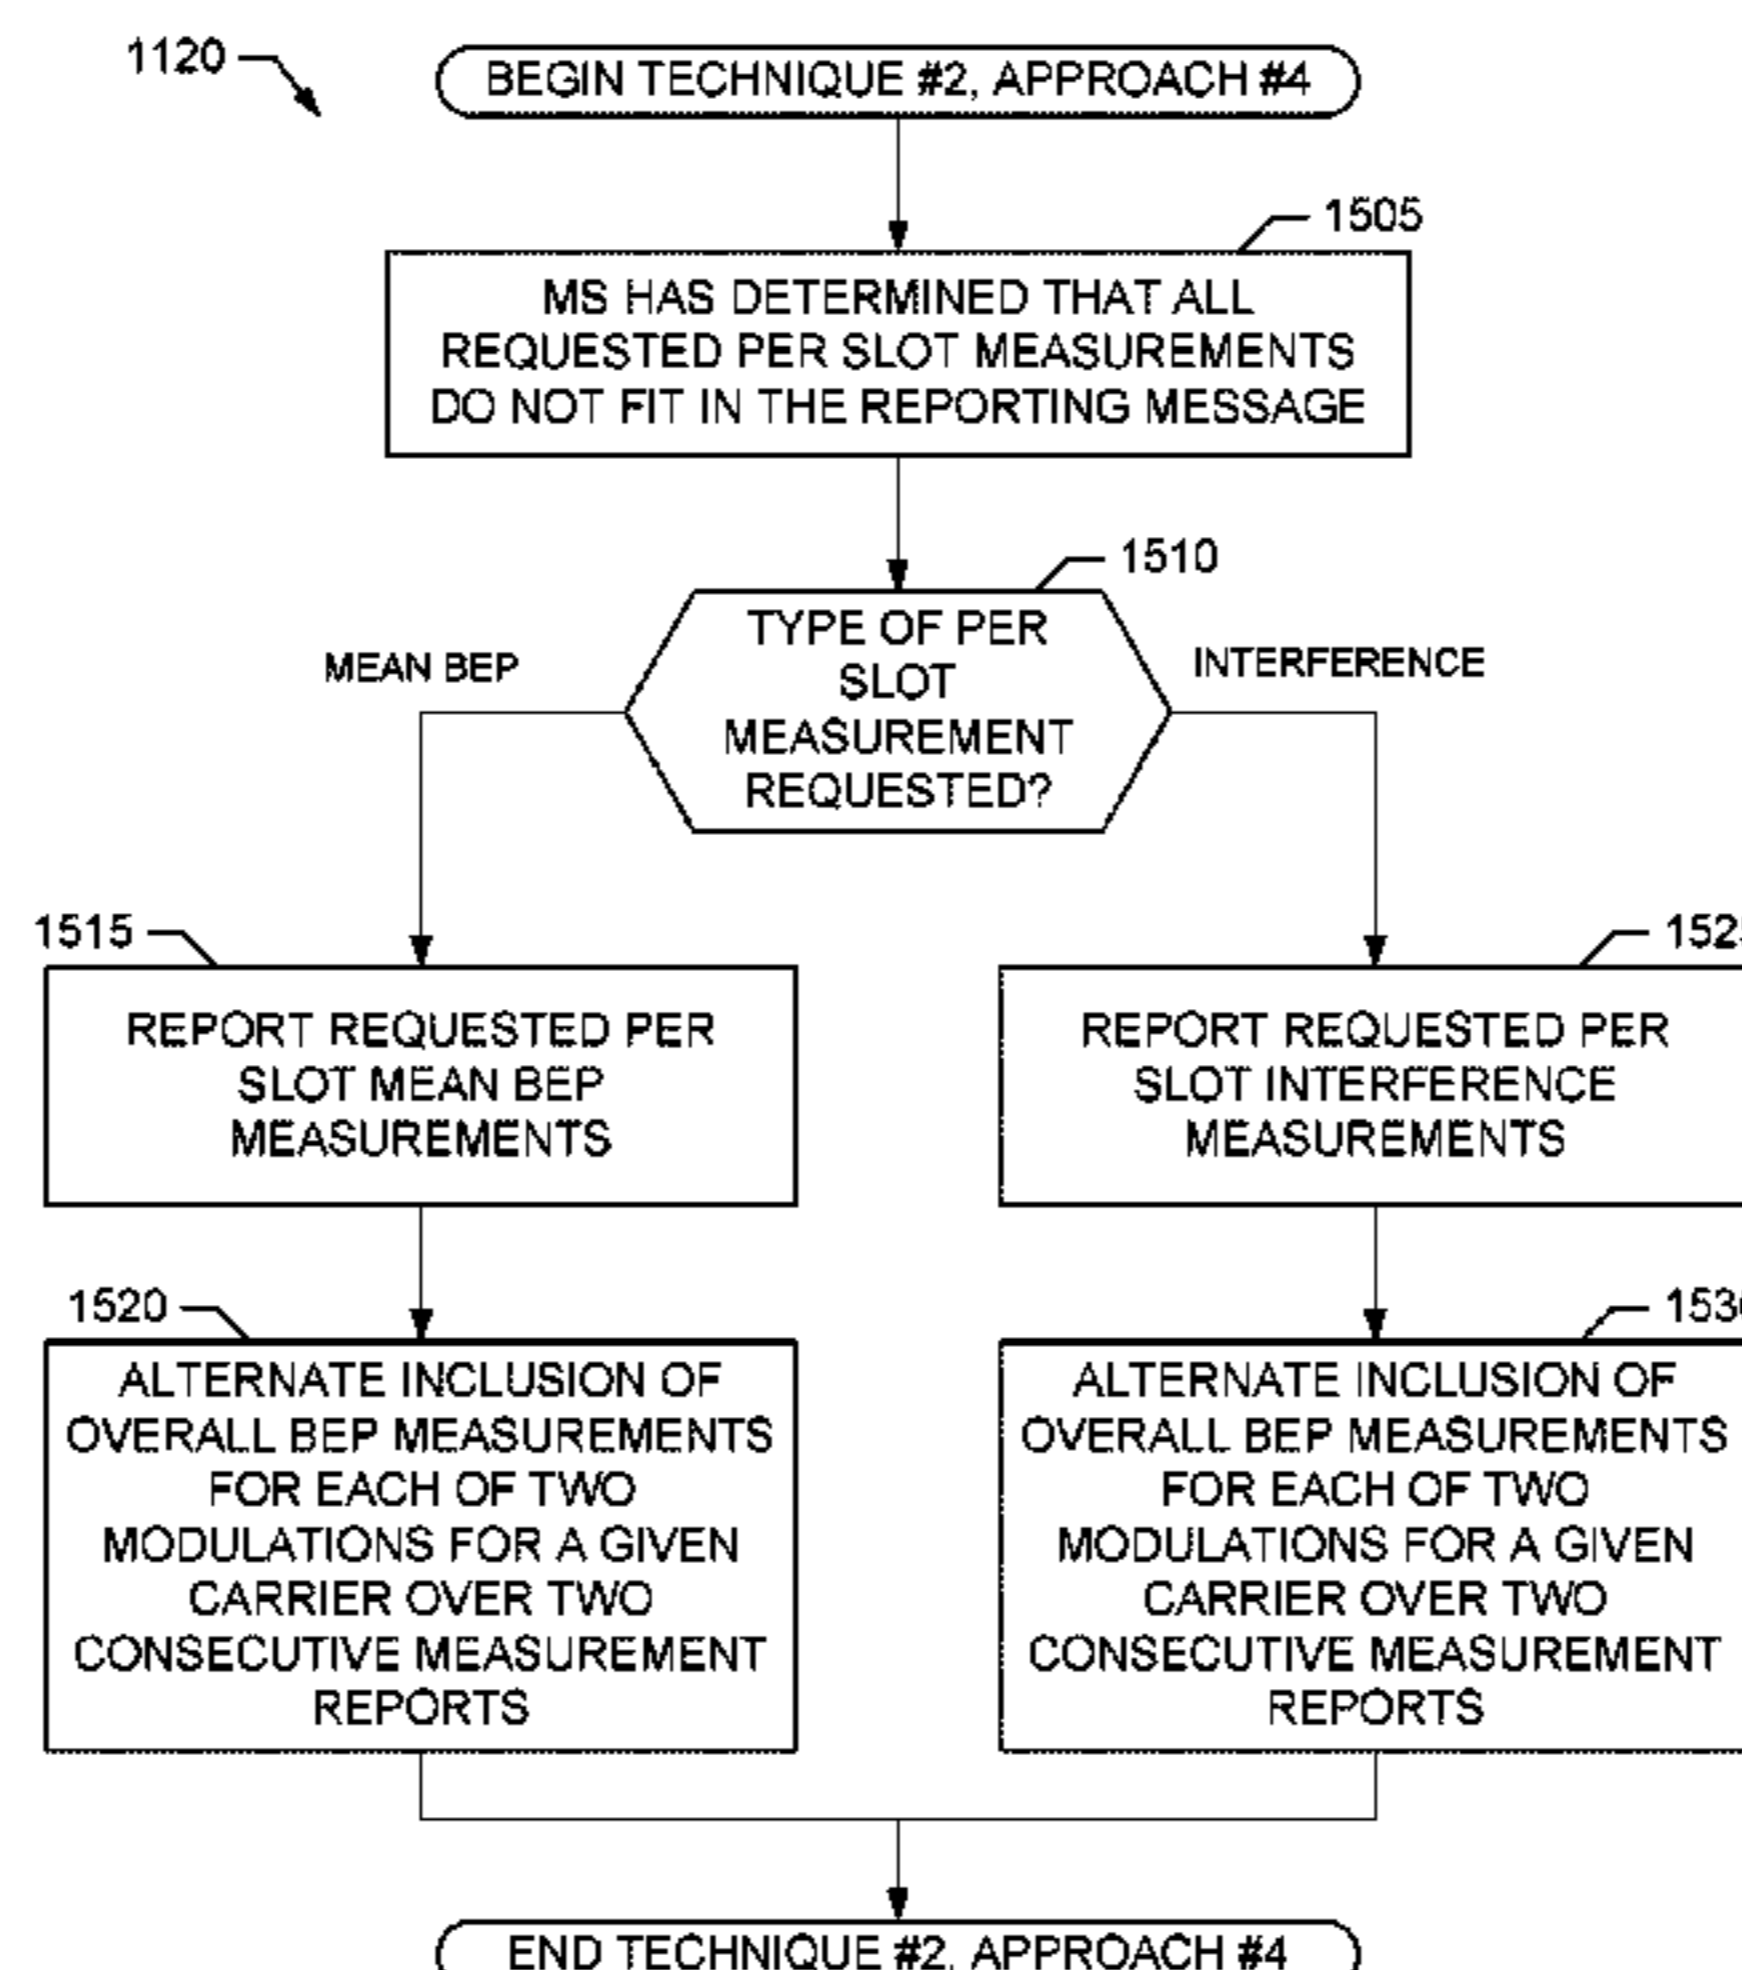 1120
BEGIN TECHNIQUE #2, APPROACH #4
1505
MS HAS DETERMINED THAT ALL
REQUESTED PER SLOT MEASUREMENTS
DO NOT FIT IN THE REPORTING MESSAGE
1510
TYPE OF PER
SLOT
MEASUREMENT
REQUESTED?
MEAN BEP
INTERFERENCE
1515
REPORT REQUESTED PER
SLOT MEAN BEP
MEASUREMENTS
REPORT REQUESTED PER
SLOT INTERFERENCE
MEASUREMENTS
1520
ALTERNATE INCLUSION OF
OVERALL BEP MEASUREMENTS
FOR EACH OF TWO
MODULATIONS FOR A GIVEN
CARRIER OVER TWO
CONSECUTIVE MEASUREMENT
REPORTS
ALTERNATE INCLUSION OF
OVERALL BEP MEASUREMENTS
FOR EACH OF TWO
MODULATIONS FOR A GIVEN
CARRIER OVER TWO
CONSECUTIVE MEASUREMENT
REPORTS
END TECHNIQUE #2, APPROACH #4